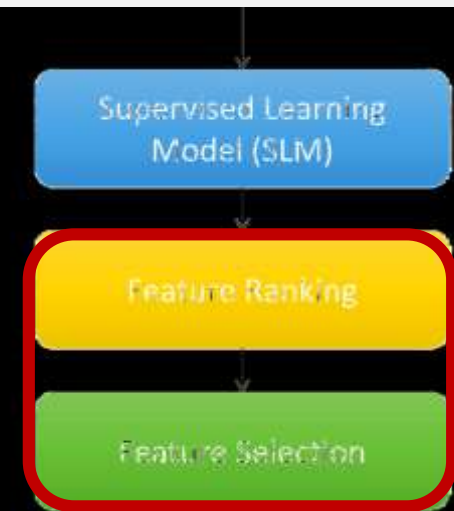 Supervised Learning
Model (SLM)
Feature Ranking
Feature Selection